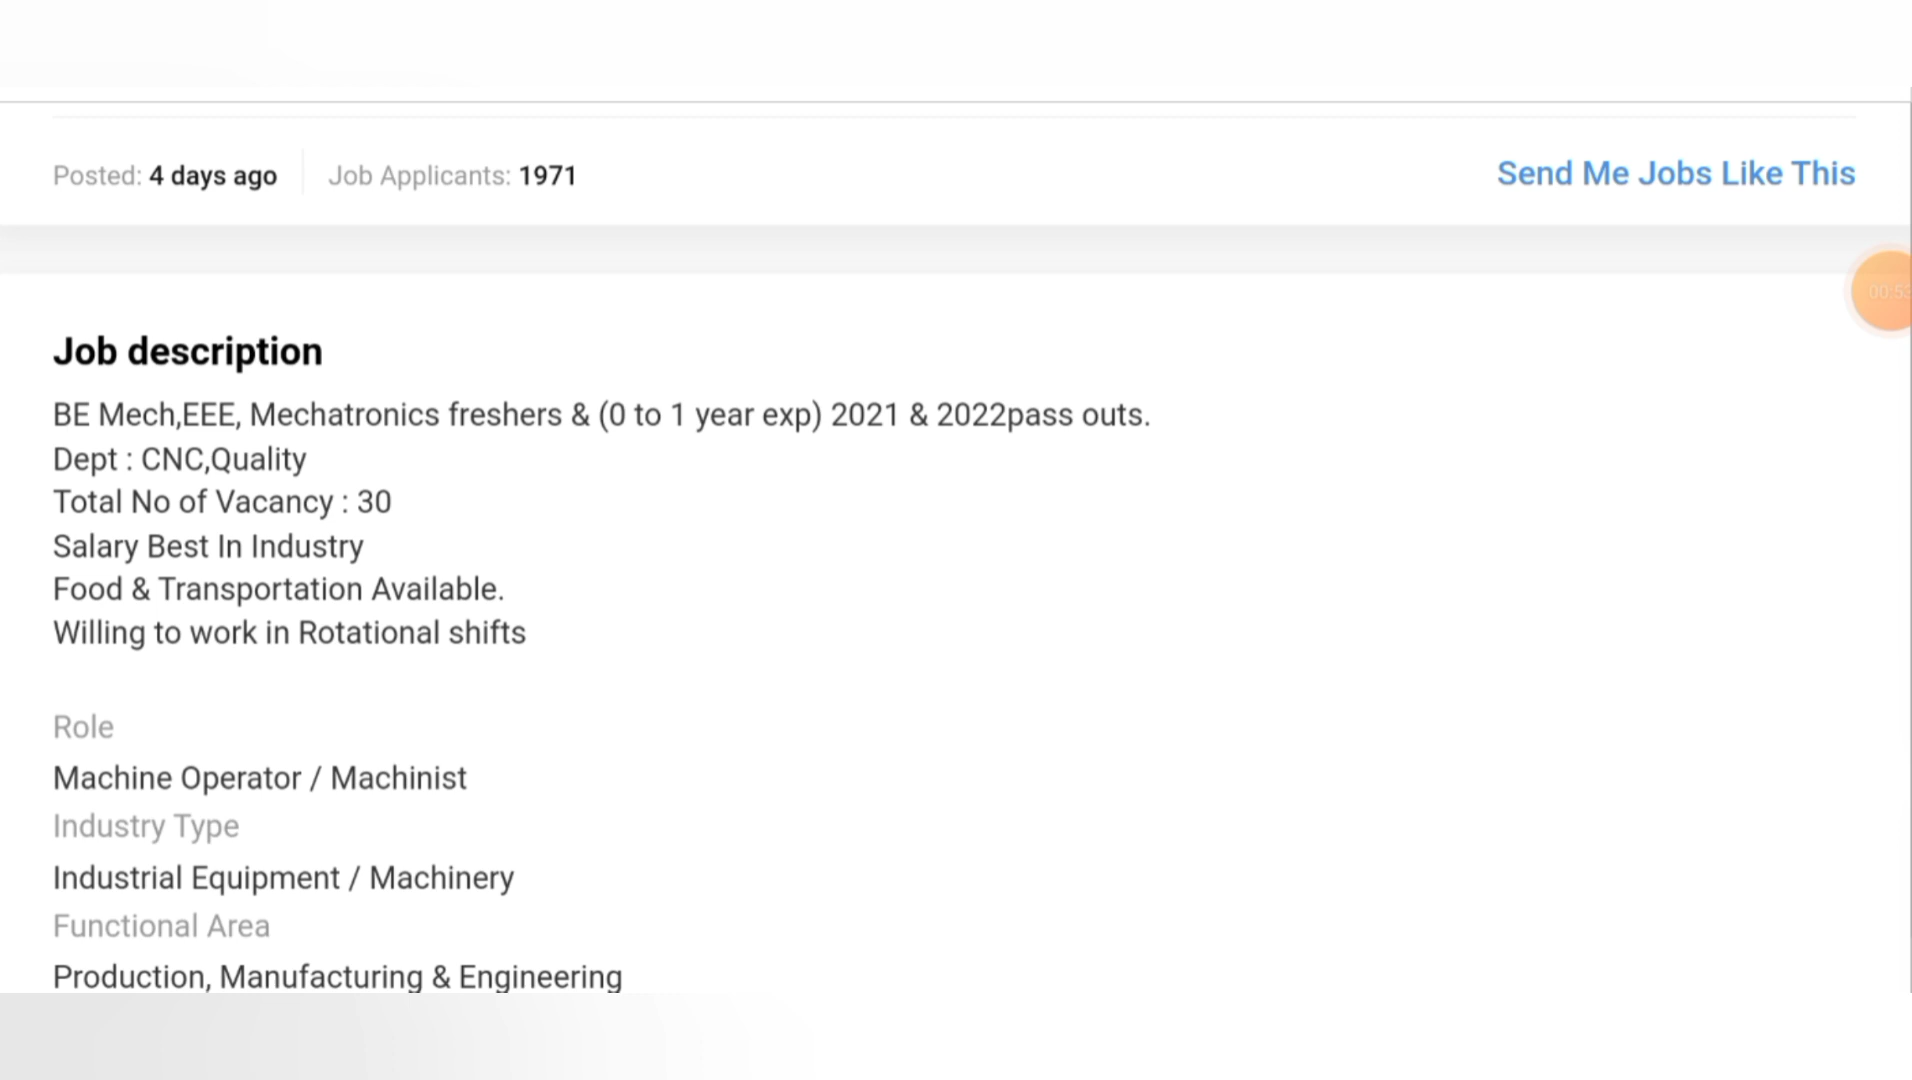 Posted: 4 days ago Job Applicants: 1971 Send Me Jobs Like This
00:53
Job description
BE Mech,EEE, Mechatronics freshers & (0 to 1 year exp) 2021 & 2022pass outs.
Dept : CNC,Quality
Total No of Vacancy : 30
Salary Best In Industry
Food & Transportation Available.
Willing to work in Rotational shifts
Role
Machine Operator / Machinist
Industry Type
Industrial Equipment / Machinery
Functional Area
Production, Manufacturing & Engineering